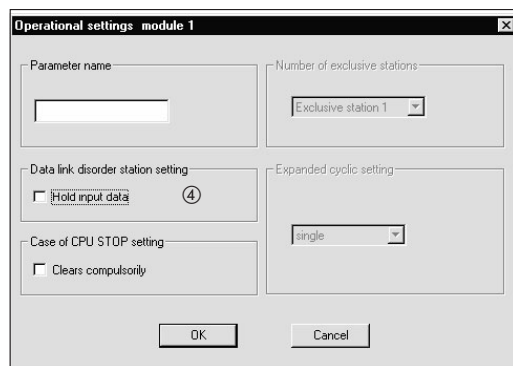 Operational settings module 1
Parameter name
Number of exclusive stations
Exclusive station 1
Data link disorder station setting
Hold input data
④
Expanded cyclic setting
single
Case of CPU STOP setting
Clears compulsorily
OK
Cancel